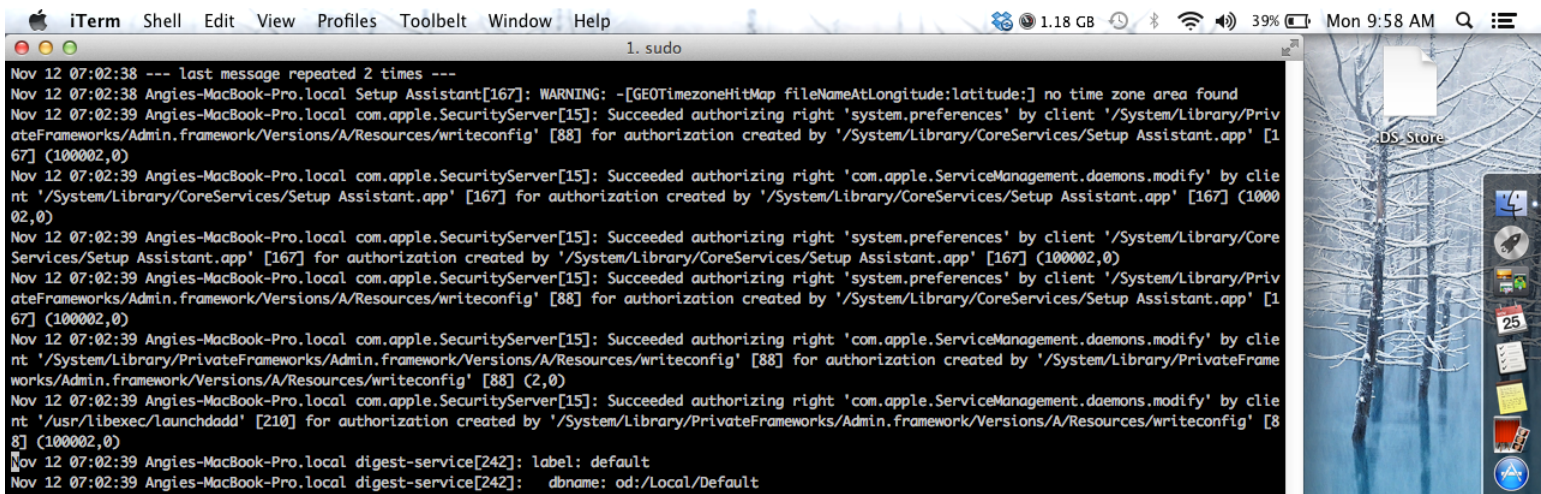 iTerm Shell Edit View Profiles Toolbelt Window Help 1.18 GB 39% Mon 9:58 AM
1. sudo
Nov 12 07:02:38 --- last message repeated 2 times ---
Nov 12 07:02:38 Angies-MacBook-Pro.local Setup Assistant[167]: WARNING: -[GEOTimezoneHitMap fileNameAtLongitude:latitude:] no time zone area found
Nov 12 07:02:39 Angies-MacBook-Pro.local com.apple.SecurityServer[15]: Succeeded authorizing right 'system.preferences' by client '/System/Library/Priv
ateFrameworks/Admin.framework/Versions/A/Resources/writeconfig' [88] for authorization created by '/System/Library/CoreServices/Setup Assistant.app' [1
67] (100002,0)
Nov 12 07:02:39 Angies-MacBook-Pro.local com.apple.SecurityServer[15]: Succeeded authorizing right 'com.apple.ServiceManagement.daemons.modify' by clie
nt '/System/Library/CoreServices/Setup Assistant.app' [167] for authorization created by '/System/Library/CoreServices/Setup Assistant.app' [167] (1000
02,0)
Nov 12 07:02:39 Angies-MacBook-Pro.local com.apple.SecurityServer[15]: Succeeded authorizing right 'system.preferences' by client '/System/Library/Core
Services/Setup Assistant.app' [167] for authorization created by '/System/Library/CoreServices/Setup Assistant.app' [167] (100002,0)
Nov 12 07:02:39 Angies-MacBook-Pro.local com.apple.SecurityServer[15]: Succeeded authorizing right 'system.preferences' by client '/System/Library/Priv
ateFrameworks/Admin.framework/Versions/A/Resources/writeconfig' [88] for authorization created by '/System/Library/CoreServices/Setup Assistant.app' [1
67] (100002,0)
Nov 12 07:02:39 Angies-MacBook-Pro.local com.apple.SecurityServer[15]: Succeeded authorizing right 'com.apple.ServiceManagement.daemons.modify' by clie
nt '/System/Library/PrivateFrameworks/Admin.framework/Versions/A/Resources/writeconfig' [88] for authorization created by '/System/Library/PrivateFrame
works/Admin.framework/Versions/A/Resources/writeconfig' [88] (2,0)
Nov 12 07:02:39 Angies-MacBook-Pro.local com.apple.SecurityServer[15]: Succeeded authorizing right 'com.apple.ServiceManagement.daemons.modify' by clie
nt '/usr/libexec/launchdadd' [210] for authorization created by '/System/Library/PrivateFrameworks/Admin.framework/Versions/A/Resources/writeconfig' [8
8] (100002,0)
Nov 12 07:02:39 Angies-MacBook-Pro.local digest-service[242]: label: default
Nov 12 07:02:39 Angies-MacBook-Pro.local digest-service[242]:   dbname: od:/Local/Default
.DS_Store
25